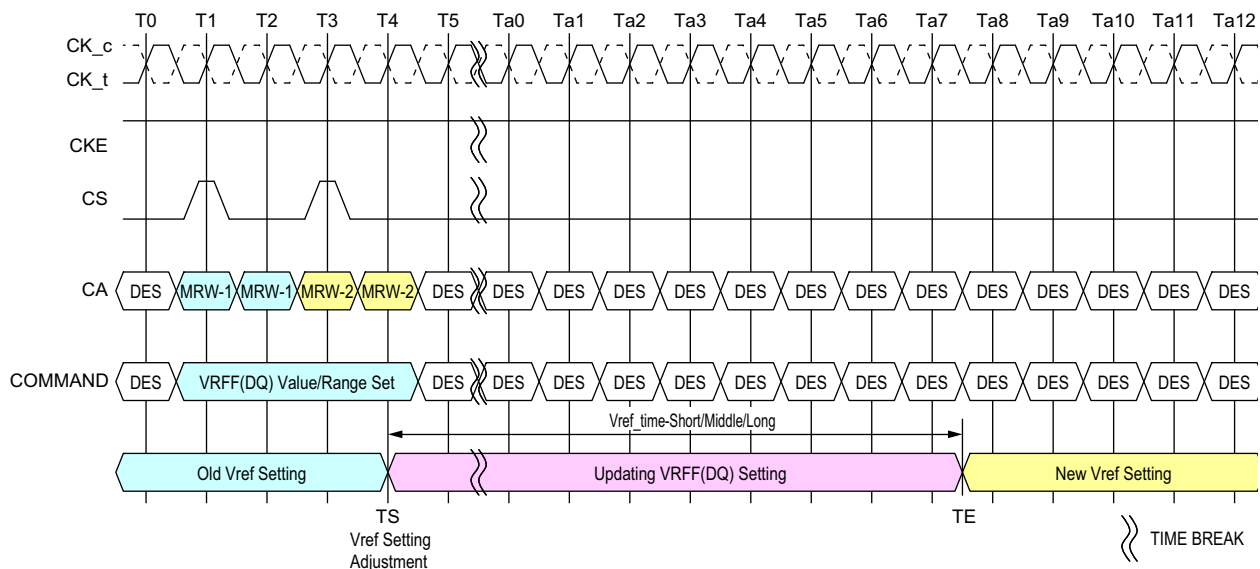 T0 T1 T2 T3 T4 T5 Ta0 Ta1 Ta2 Ta3 Ta4 Ta5 Ta6 Ta7 Ta8 Ta9 Ta10 Ta11 Ta12
CK_c
CK_t
CKE
CS
CA DES MRW-1 MRW-1 MRW-2 MRW-2 DES DES DES DES DES DES DES DES DES DES DES DES DES DES
COMMAND DES VRFF(DQ) Value/Range Set DES DES DES DES DES DES DES DES DES DES DES DES DES DES
Vref_time-Short/Middle/Long
Old Vref Setting Updating VRFF(DQ) Setting New Vref Setting
TS TE
Vref Setting
Adjustment
TIME BREAK